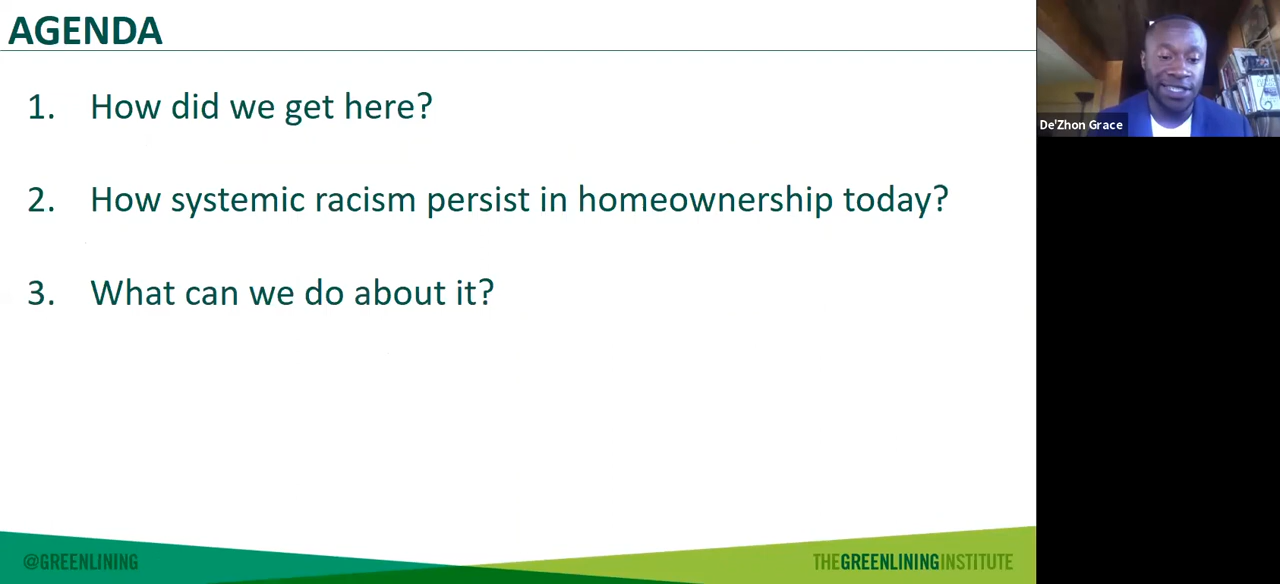 AGENDA
1. How did we get here?
2. How systemic racism persist in homeownership today?
3. What can we do about it?
De'Zhon Grace
@GREENLINING
THEGREENLININGINSTITUTE